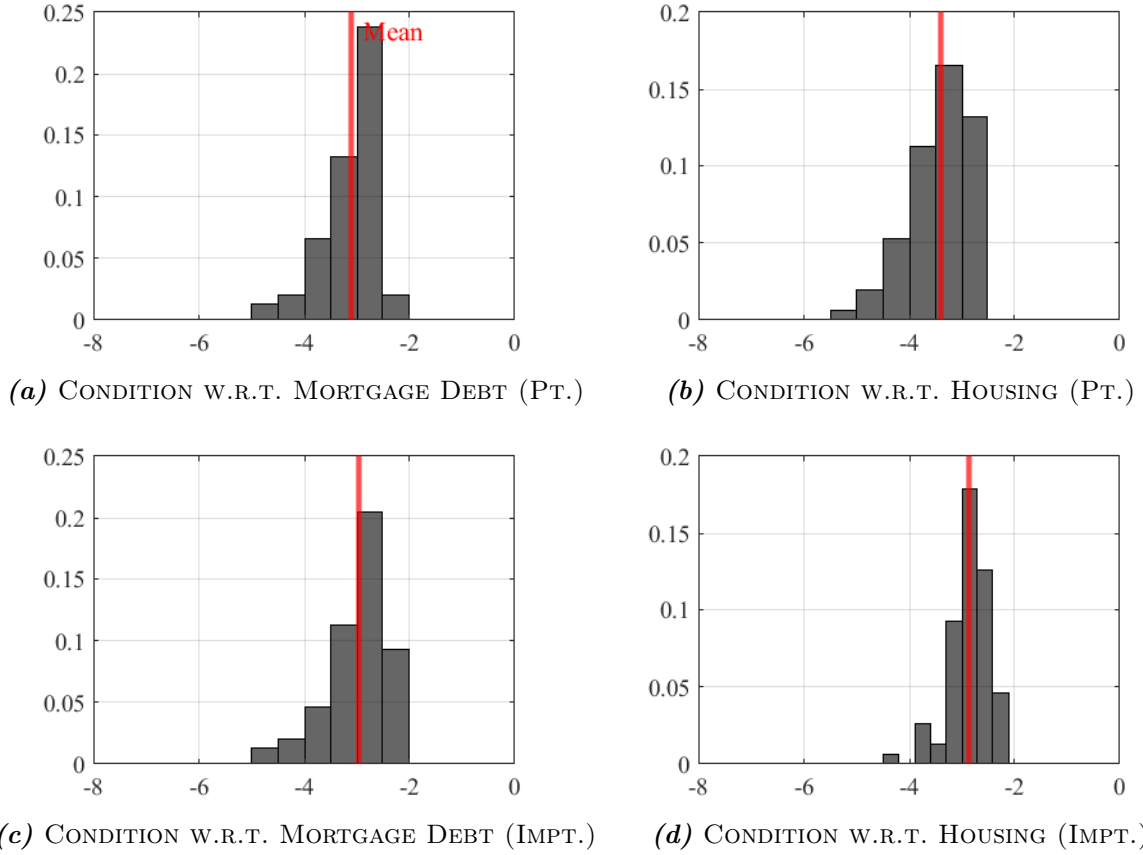 0.25
Mean
0.2
0.15
0.1
0.05
0
-8 -6 -4 -2 0
(a) Condition w.r.t. Mortgage Debt (Pt.)
0.2
0.15
0.1
0.05
0
-8 -6 -4 -2 0
(b) Condition w.r.t. Housing (Pt.)
0.25
0.2
0.15
0.1
0.05
0
-8 -6 -4 -2 0
(c) Condition w.r.t. Mortgage Debt (Impt.)
0.2
0.15
0.1
0.05
0
-8 -6 -4 -2 0
(d) Condition w.r.t. Housing (Impt.)